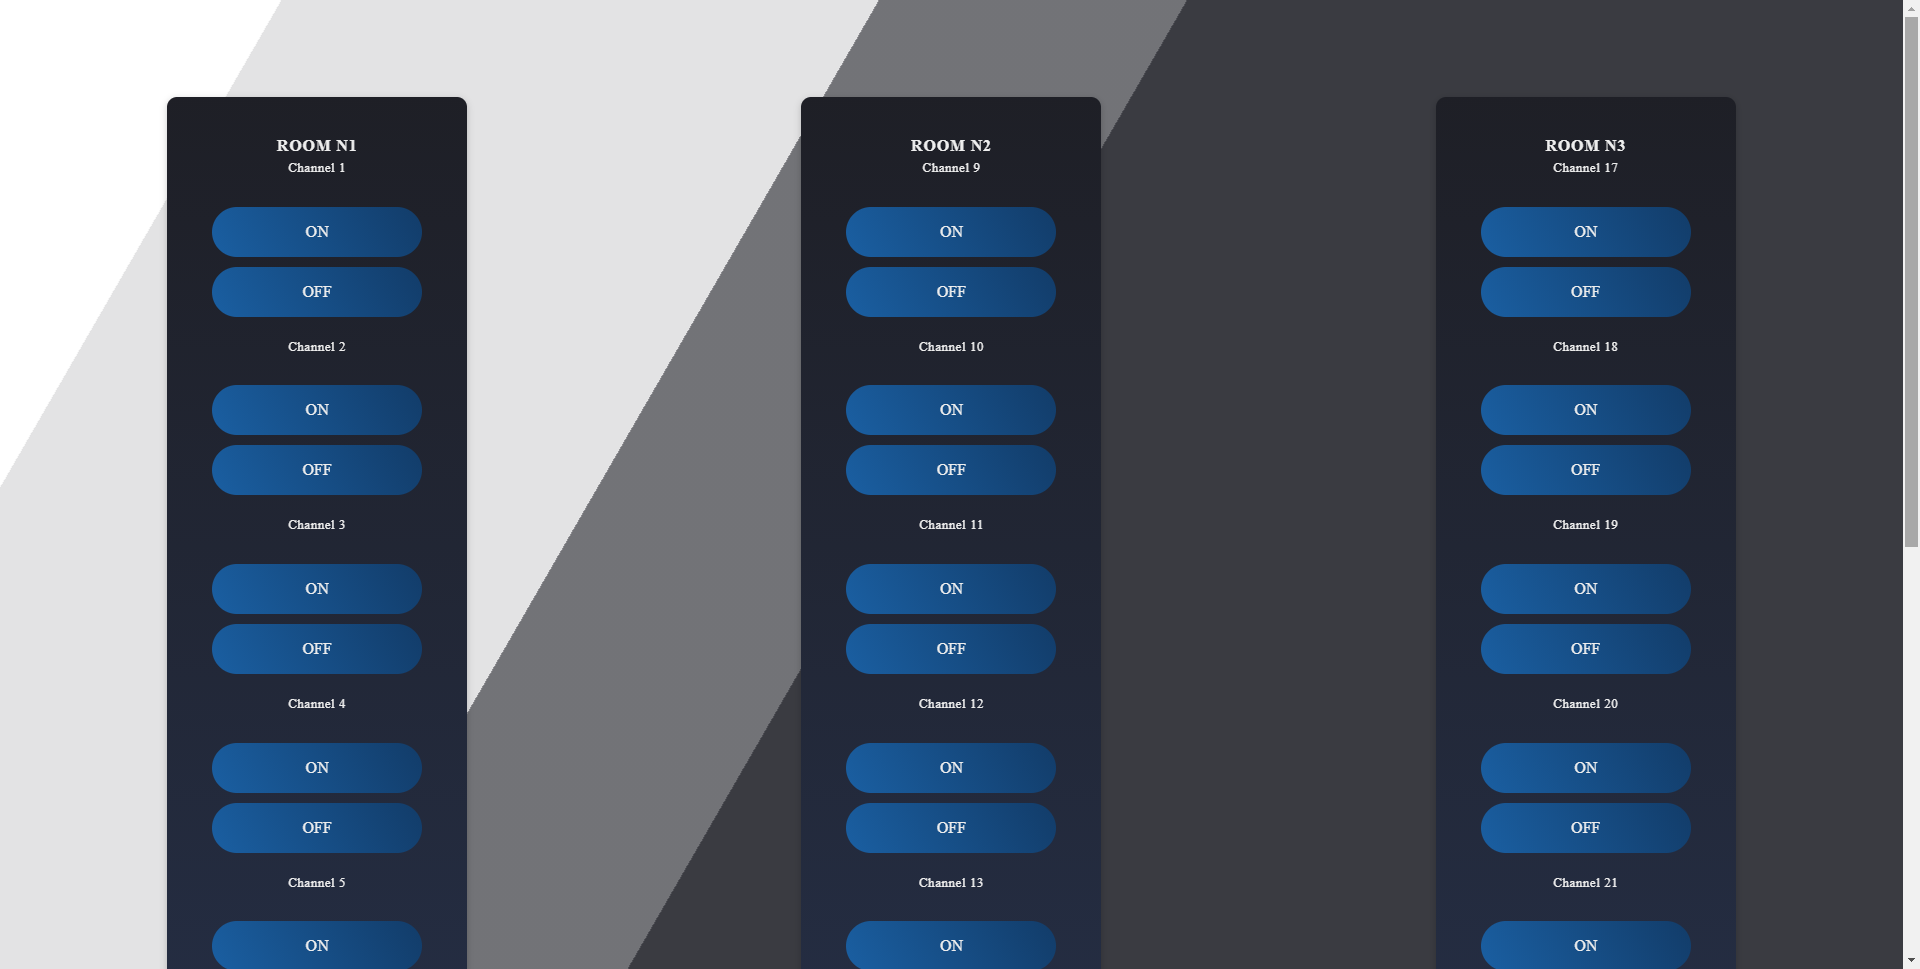 ROOM N1
Channel 1
ON
OFF
Channel 2
ON
OFF
Channel 3
ON
OFF
Channel 4
ON
OFF
Channel 5
ON
ROOM N2
Channel 9
ON
OFF
Channel 10
ON
OFF
Channel 11
ON
OFF
Channel 12
ON
OFF
Channel 13
ON
ROOM N3
Channel 17
ON
OFF
Channel 18
ON
OFF
Channel 19
ON
OFF
Channel 20
ON
OFF
Channel 21
ON